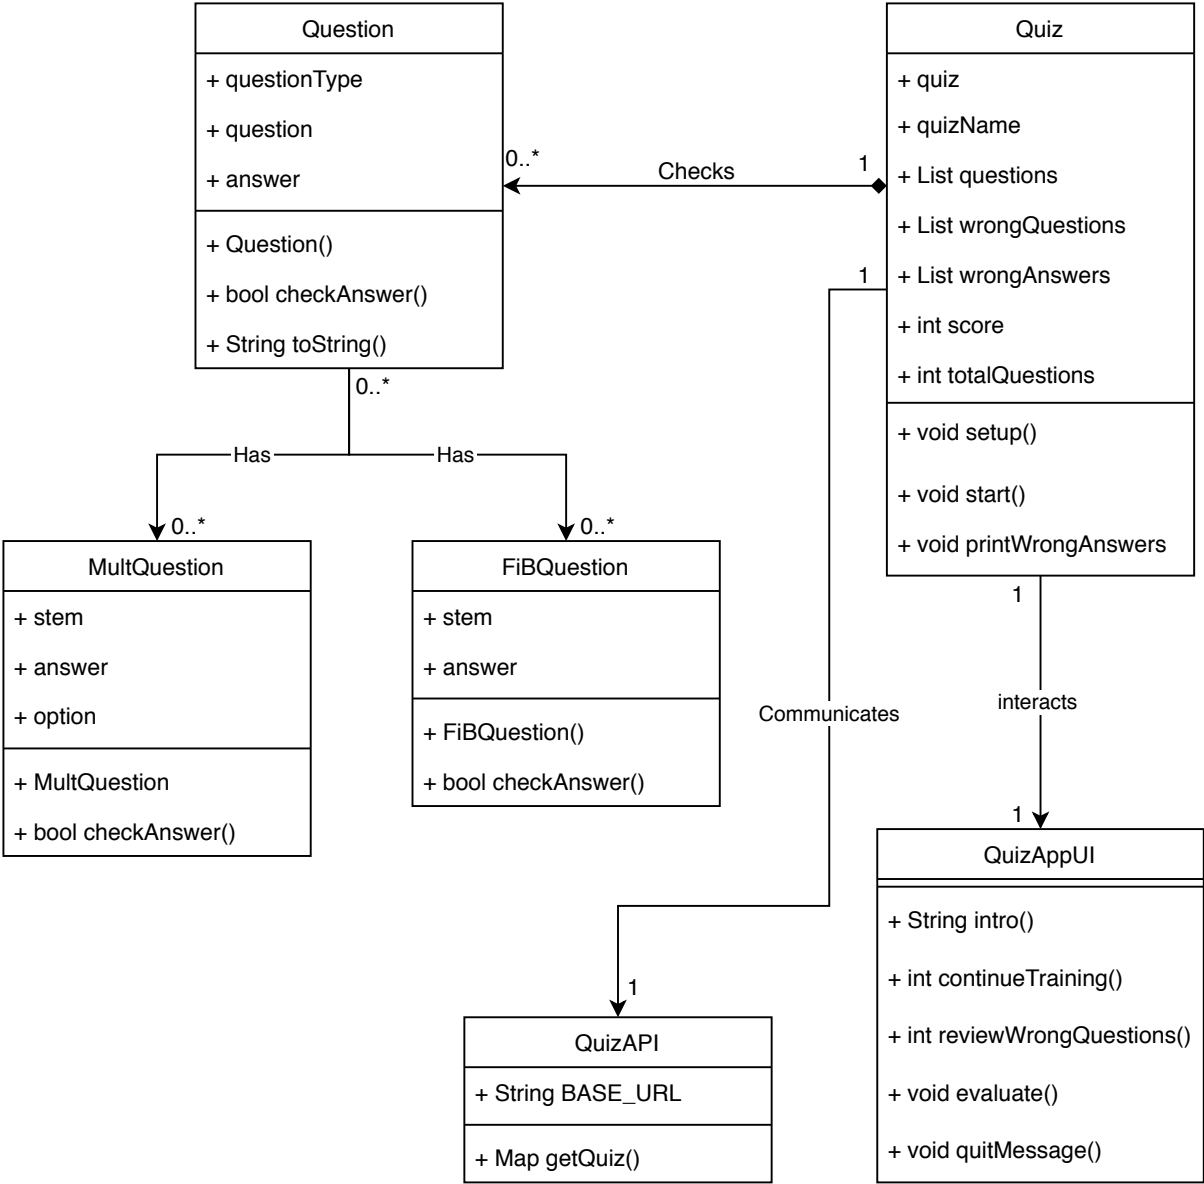 Question
+ questionType
+ question
+ answer
+ Question()
+ bool checkAnswer()
+ String toString()
0..*
Checks
1
Quiz
+ quiz
+ quizName
+ List questions
+ List wrongQuestions
+ List wrongAnswers
+ int score
+ int totalQuestions
+ void setup()
+ void start()
+ void printWrongAnswers
1
0..*
Has
Has
0..*
0..*
MultQuestion
+ stem
+ answer
+ option
+ MultQuestion
+ bool checkAnswer()
FiBQuestion
+ stem
+ answer
+ FiBQuestion()
+ bool checkAnswer()
Communicates
1
interacts
1
QuizAppUI
+ String intro()
+ int continueTraining()
+ int reviewWrongQuestions()
+ void evaluate()
+ void quitMessage()
1
QuizAPI
+ String BASE_URL
+ Map getQuiz()